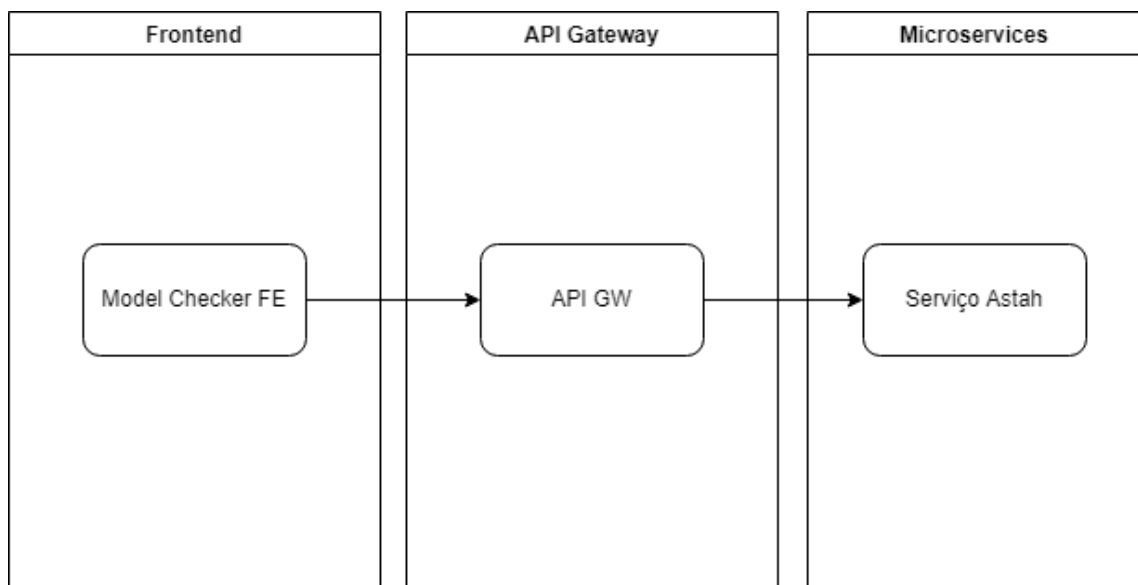 Frontend
API Gateway
Microservices
Model Checker FE
API GW
Serviço Astah